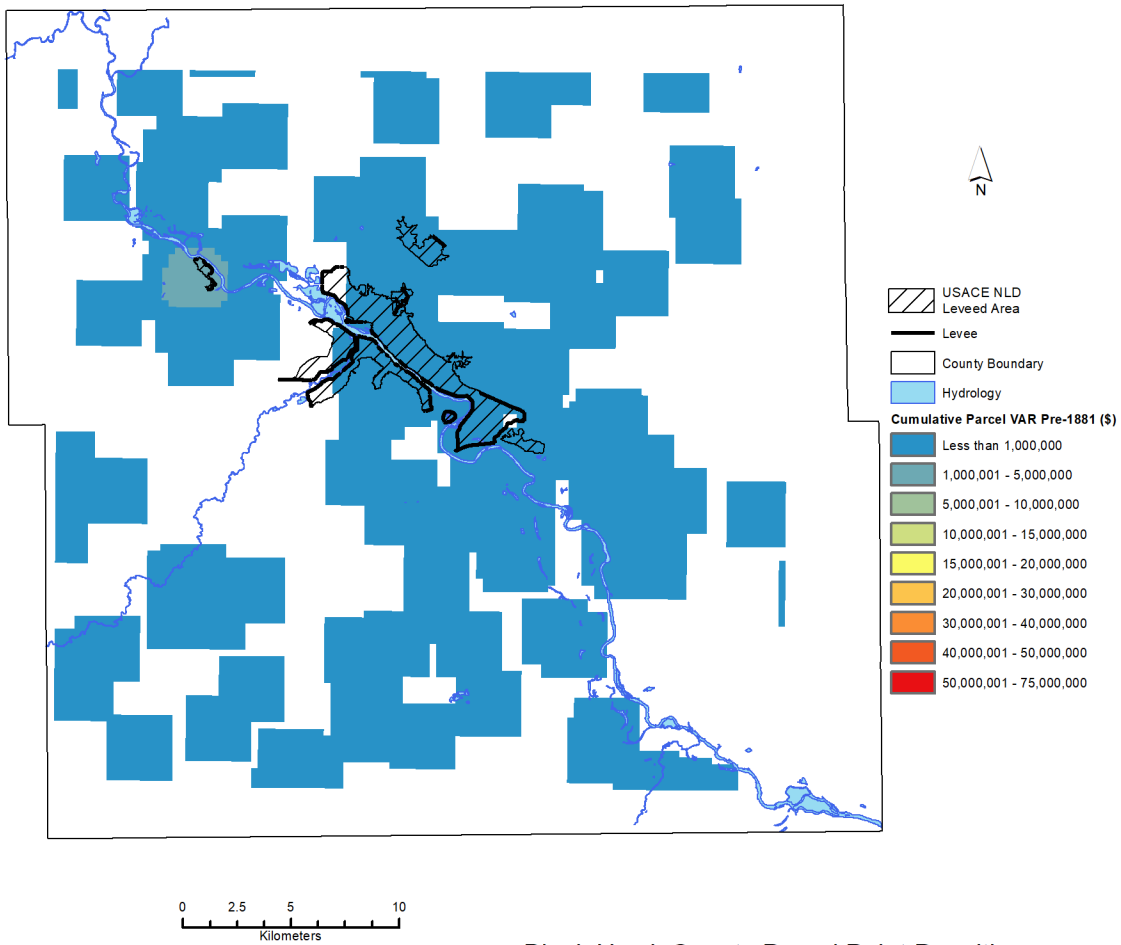 N
USACE NLD
Leveed Area
Levee
County Boundary
Hydrology
Cumulative Parcel VAR Pre-1881 ($)
Less than 1,000,000
1,000,001 - 5,000,000
5,000,001 - 10,000,000
10,000,001 - 15,000,000
15,000,001 - 20,000,000
20,000,001 - 30,000,000
30,000,001 - 40,000,000
40,000,001 - 50,000,000
50,000,001 - 75,000,000
0 2.5 5 10
Kilometers